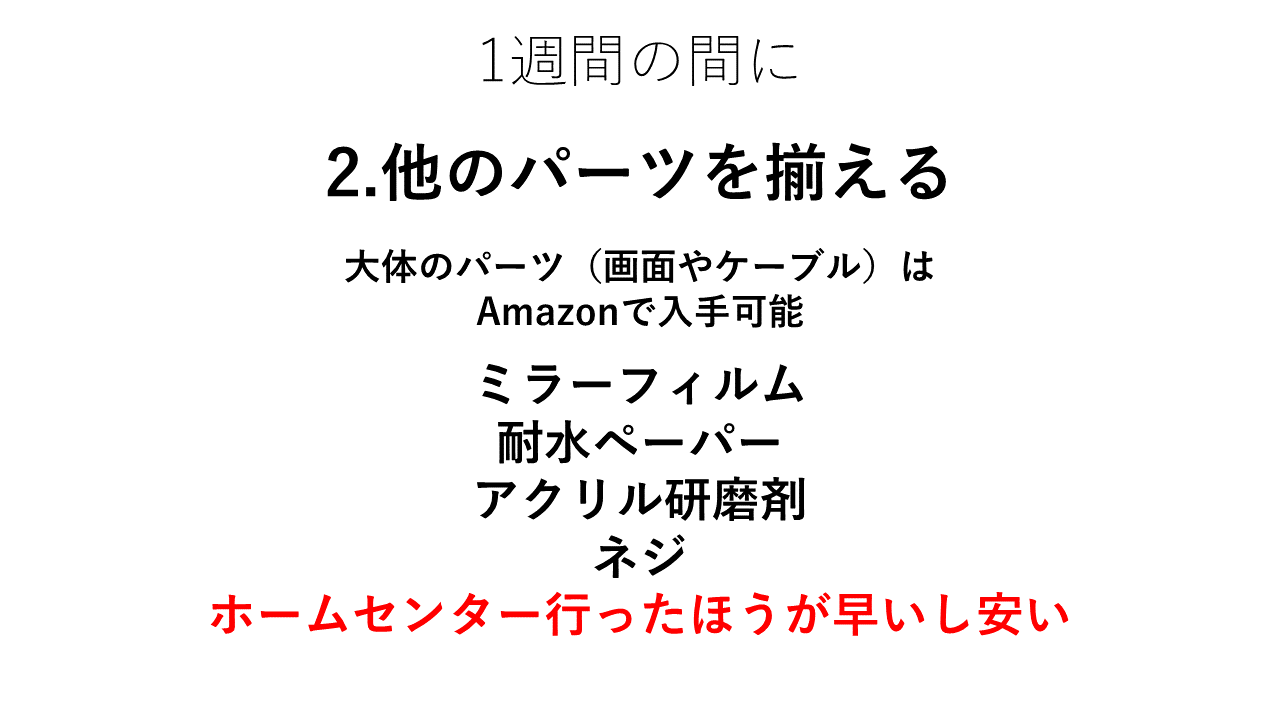 1週間の間に
2.他のパーツを揃える
大体のパーツ（画面やケーブル）は
Amazonで入手可能
ミラーフィルム
耐水ペーパー
アクリル研磨剤
ネジ
ホームセンター行ったほうが早いし安い